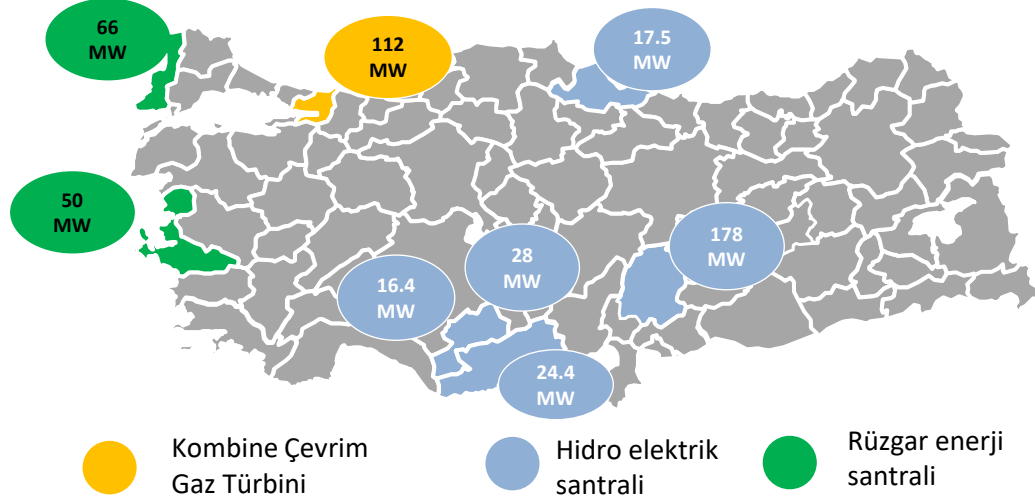 66
MW
112
MW
17.5
MW
50
MW
178
MW
28
MW
16.4
MW
24.4
MW
Kombine Çevrim
Gaz Türbini
Hidro elektrik
santrali
Rüzgar enerji
santrali